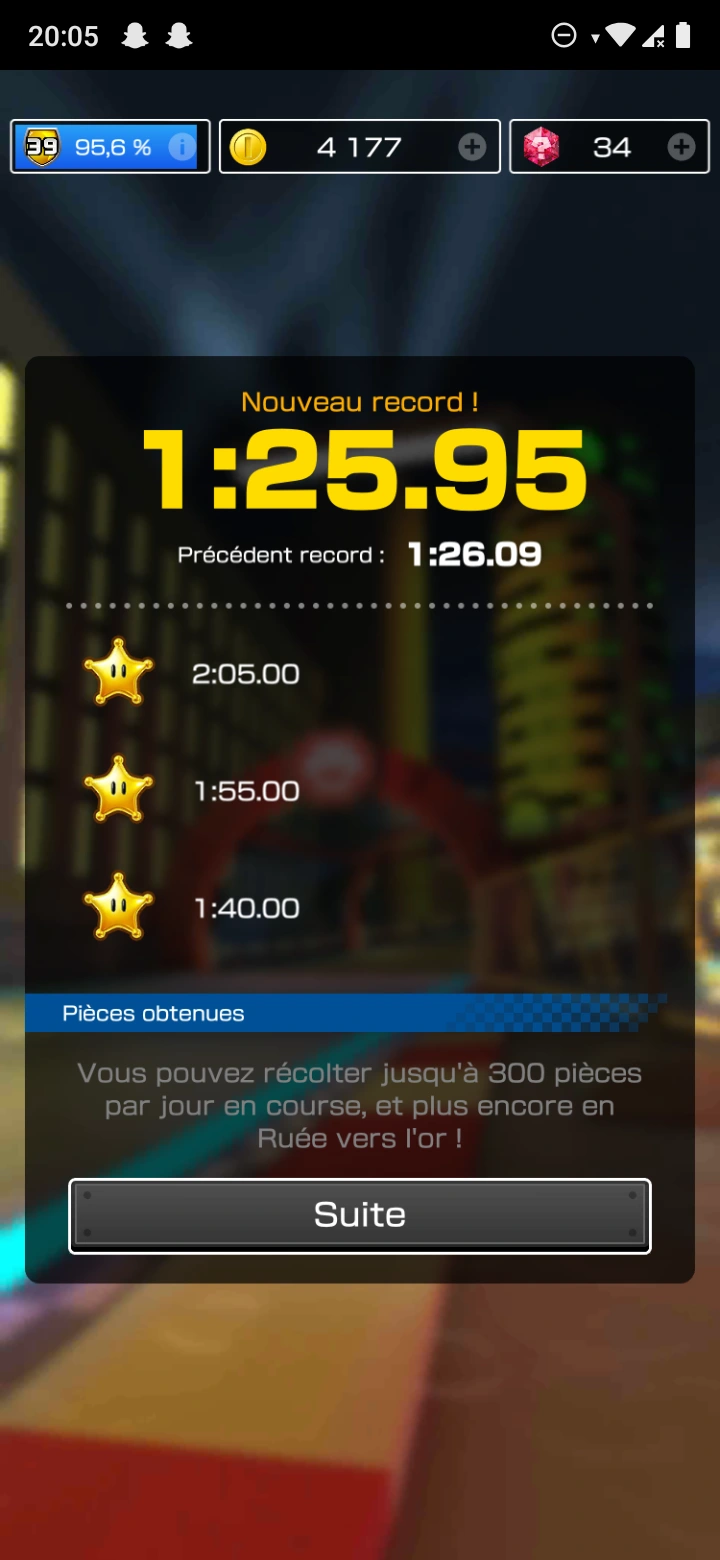 20:05
39 95,6 % i 4 177 34
Nouveau record !
1:25.95
Précédent record : 1:26.09
2:05.00
1:55.00
1:40.00
Pièces obtenues
Vous pouvez récolter jusqu'à 300 pièces
par jour en course, et plus encore en
Ruée vers l'or !
Suite